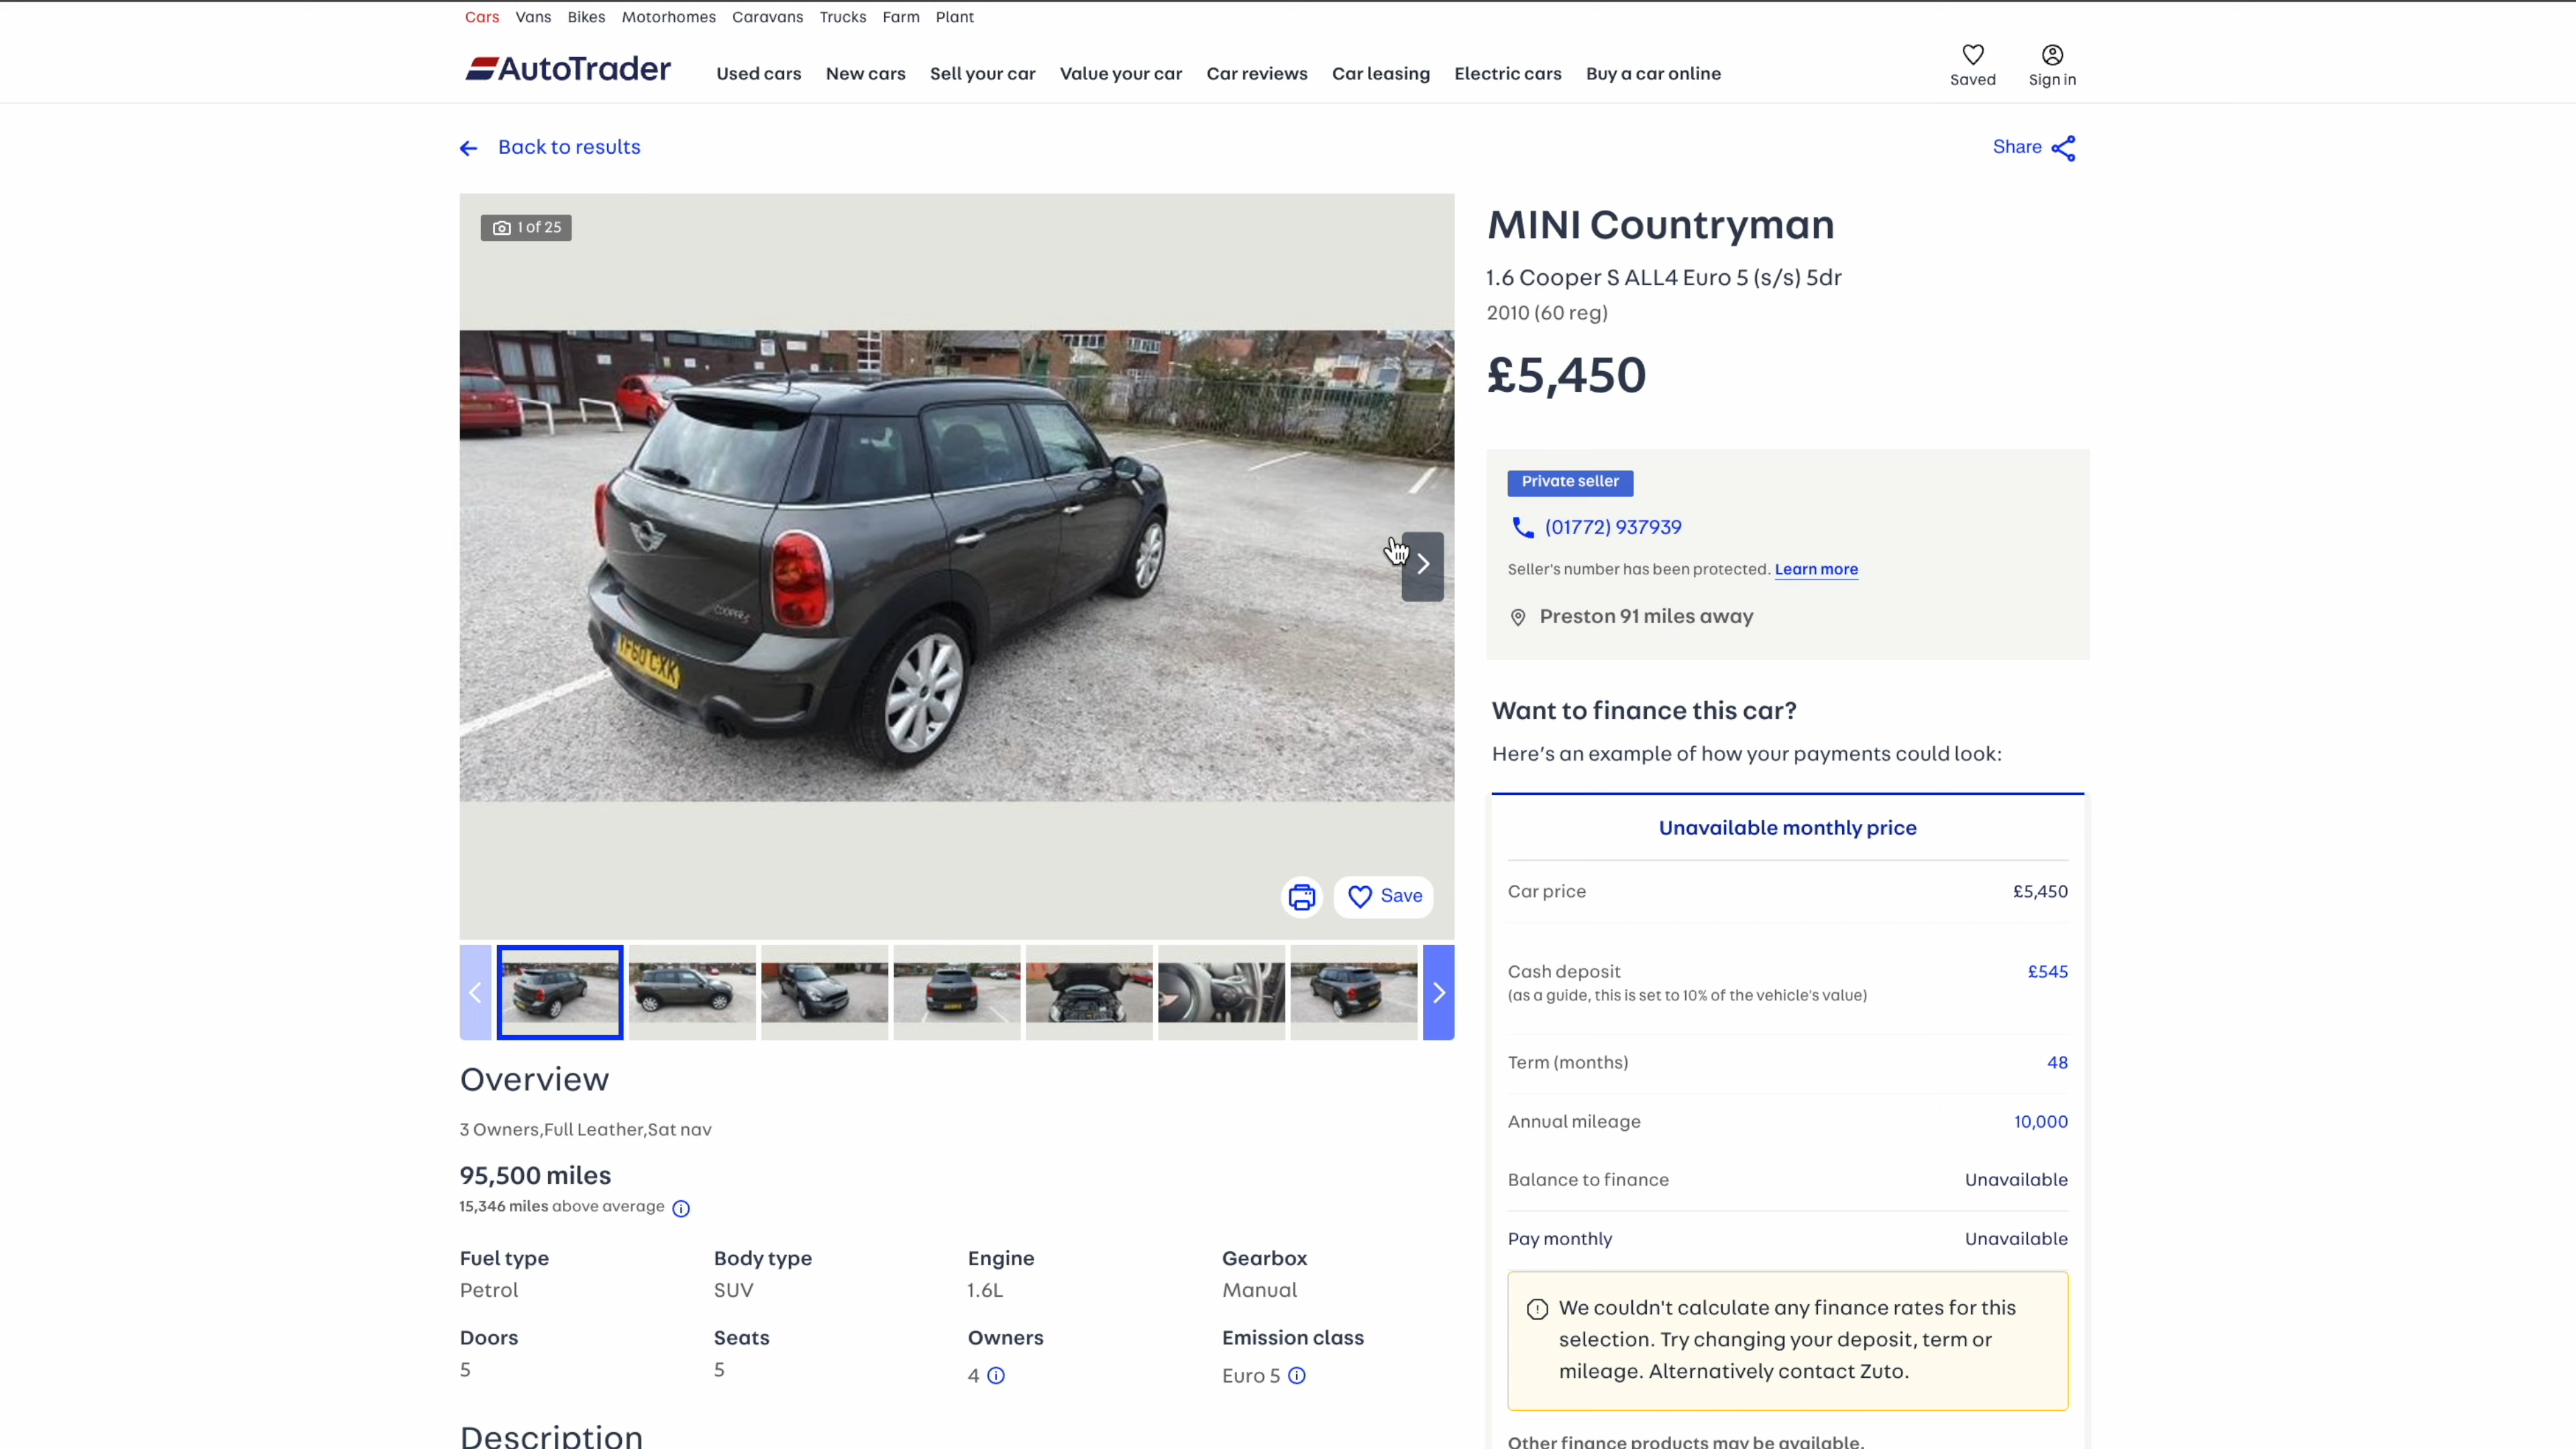 Cars Vans Bikes Motorhomes Caravans Trucks Farm Plant
AutoTrader Used cars New cars Sell your car Value your car Car reviews Car leasing Electric cars Buy a car online Saved Sign in
Back to results
Share
1 of 25
MINI Countryman
1.6 Cooper S ALL4 Euro 5 (s/s) 5dr
2010 (60 reg)
£5,450
Private seller
(01772) 937939
Seller's number has been protected. Learn more
Preston 91 miles away
COOPER S
Save
Want to finance this car?
Here's an example of how your payments could look:
Unavailable monthly price
Car price £5,450
Cash deposit £545
(as a guide, this is set to 10% of the vehicle's value)
Term (months) 48
Annual mileage 10,000
Balance to finance Unavailable
Pay monthly Unavailable
We couldn't calculate any finance rates for this
selection. Try changing your deposit, term or
mileage. Alternatively contact Zuto.
Other finance products may be available.
Overview
3 Owners,Full Leather,Sat nav
95,500 miles
15,346 miles above average
Fuel type Body type Engine Gearbox
Petrol SUV 1.6L Manual
Doors Seats Owners Emission class
5 5 4 Euro 5
Description